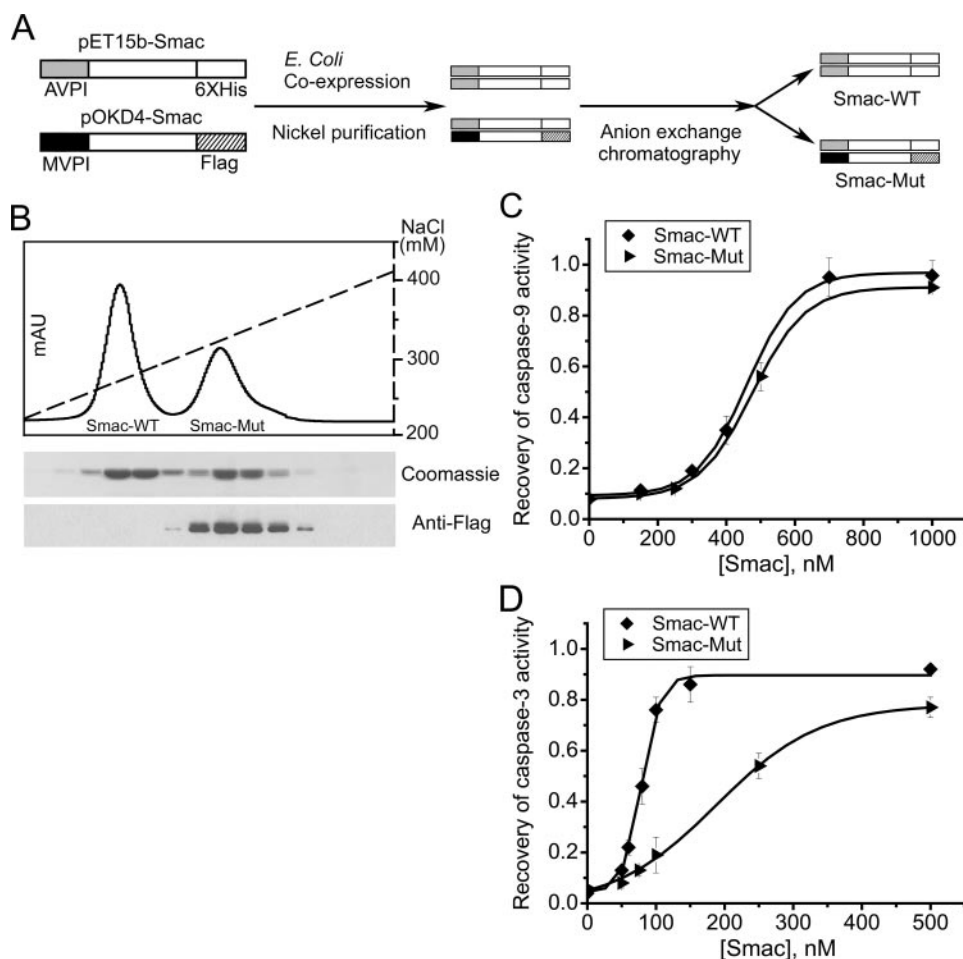 A
pET15b-Smac
AVPI 6XHis
pOKD4-Smac
MVPI Flag
E. Coli
Co-expression
Nickel purification
Anion exchange
chromatography
Smac-WT
Smac-Mut
B
NaCl
(mM)
mAU
400
300
200
Smac-WT Smac-Mut
Coomassie
Anti-Flag
C
Smac-WT
Smac-Mut
Recovery of caspase-9 activity
1.0
0.8
0.6
0.4
0.2
0.0
0 200 400 600 800 1000
[Smac], nM
D
Smac-WT
Smac-Mut
Recovery of caspase-3 activity
1.0
0.8
0.6
0.4
0.2
0.0
0 100 200 300 400 500
[Smac], nM